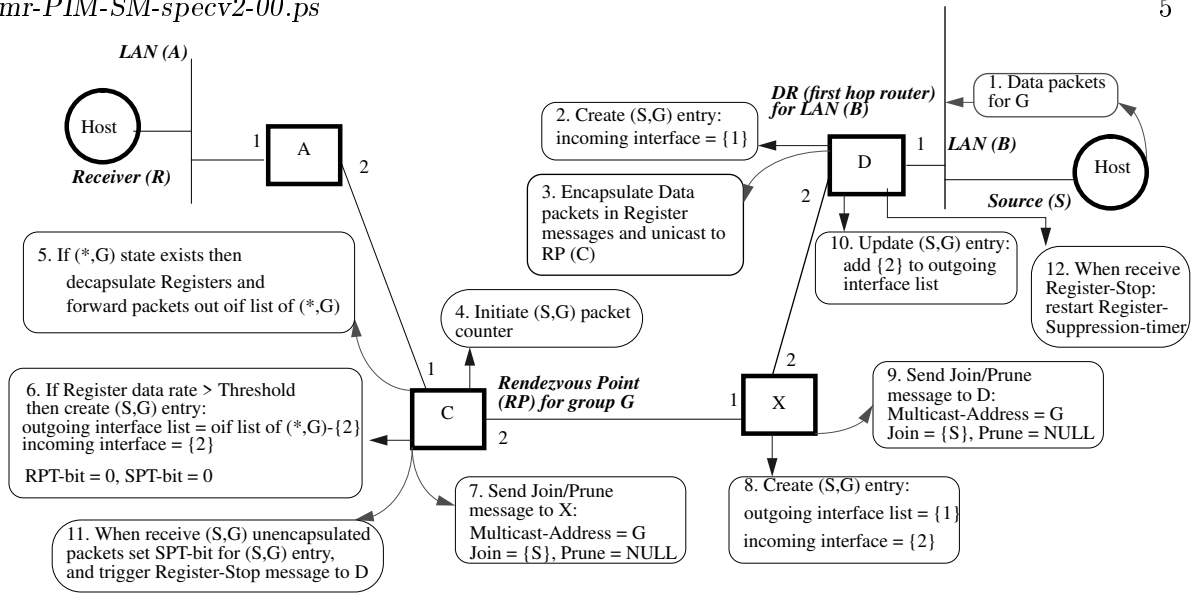 mr-PIM-SM-specv2-00.ps
5
LAN (A)
Host
Receiver (R)
1
A
2
DR (first hop router)
for LAN (B)
1. Data packets
for G
2. Create (S,G) entry:
incoming interface = {1}
D
1
LAN (B)
Host
Source (S)
2
3. Encapsulate Data
packets in Register
messages and unicast to
RP (C)
10. Update (S,G) entry:
add {2} to outgoing
interface list
12. When receive
Register-Stop:
restart Register-
Suppression-timer
5. If (*,G) state exists then
decapsulate Registers and
forward packets out oif list of (*,G)
4. Initiate (S,G) packet
counter
6. If Register data rate > Threshold
then create (S,G) entry:
outgoing interface list = oif list of (*,G)-{2}
incoming interface = {2}
RPT-bit = 0, SPT-bit = 0
1
C
2
Rendezvous Point
(RP) for group G
2
1
X
9. Send Join/Prune
message to D:
Multicast-Address = G
Join = {S}, Prune = NULL
7. Send Join/Prune
message to X:
Multicast-Address = G
Join = {S}, Prune = NULL
8. Create (S,G) entry:
outgoing interface list = {1}
incoming interface = {2}
11. When receive (S,G) unencapsulated
packets set SPT-bit for (S,G) entry,
and trigger Register-Stop message to D